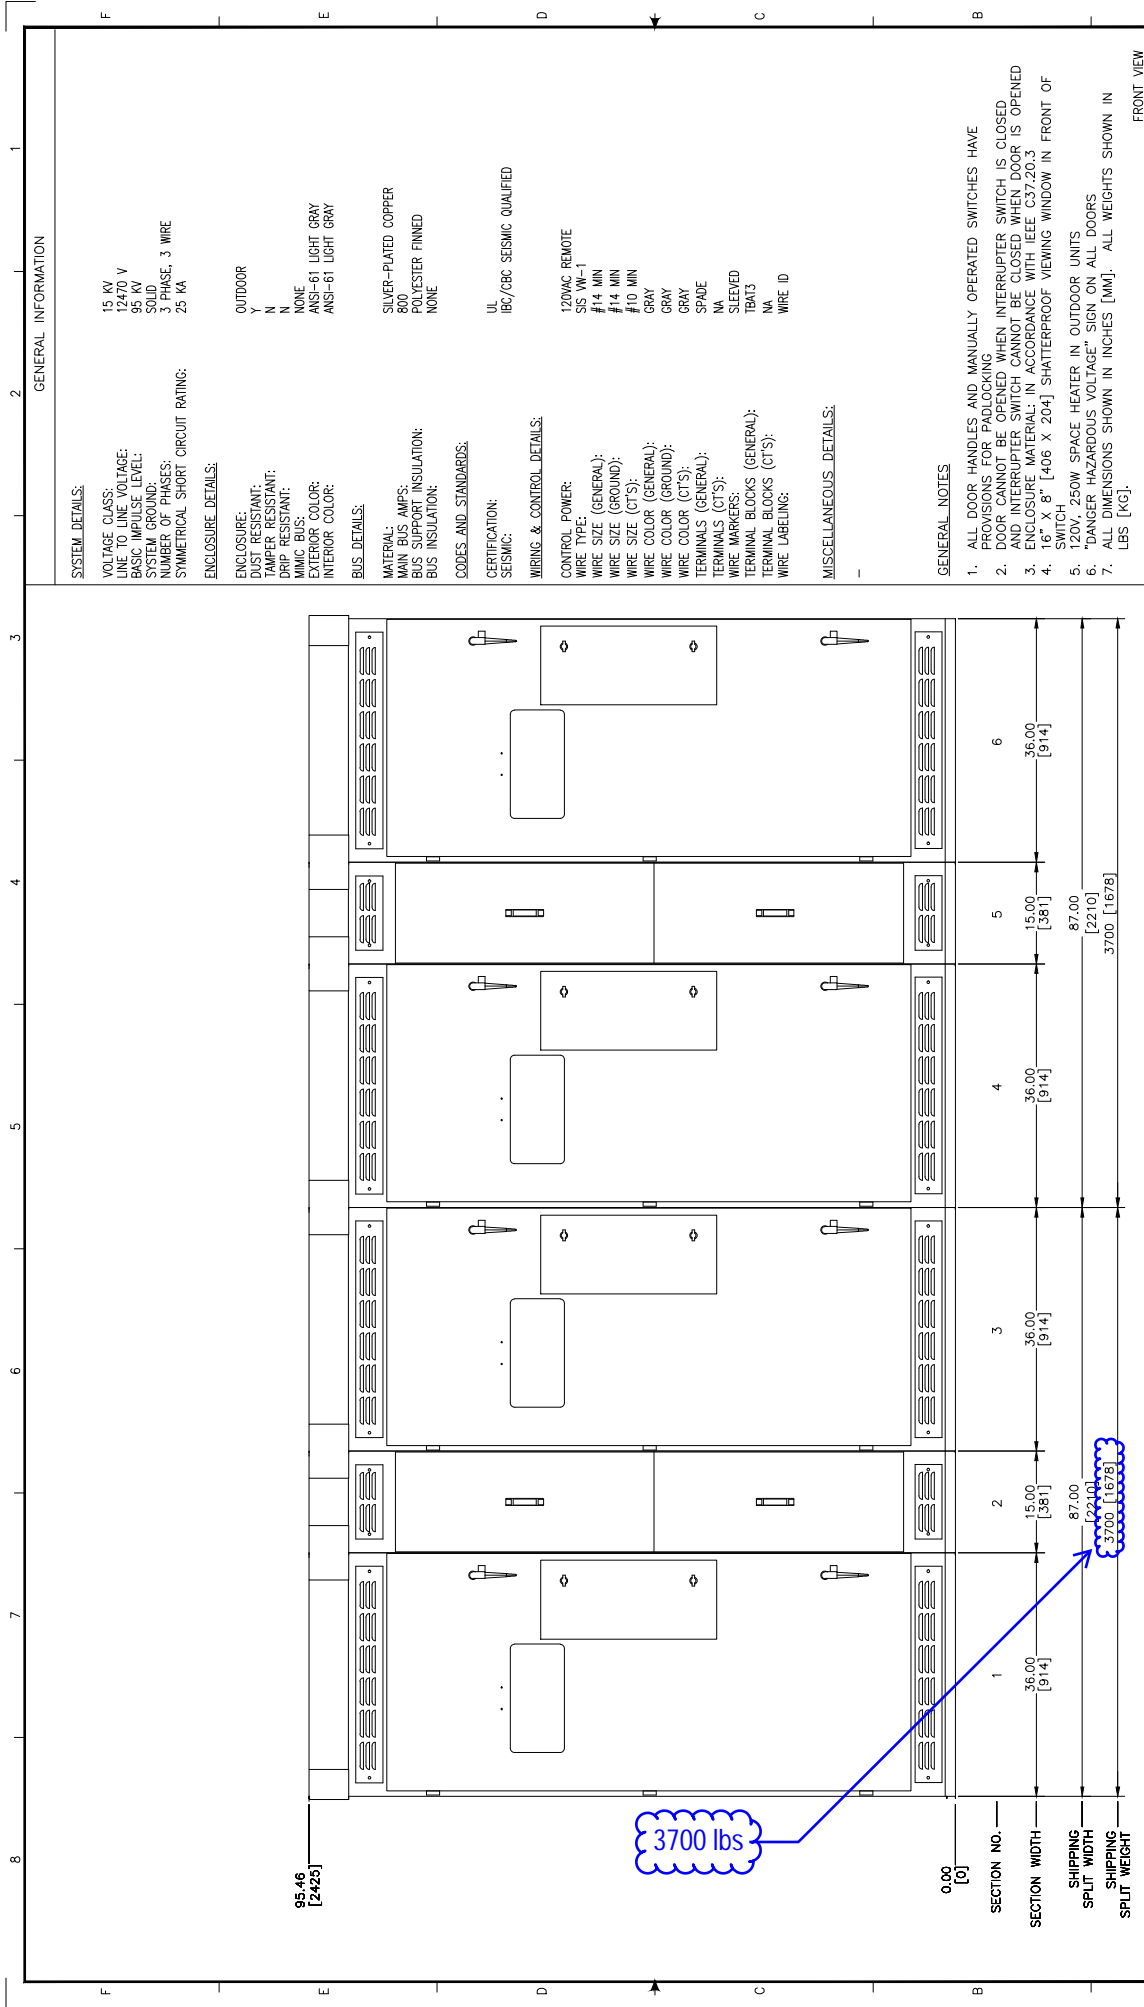 8 7 6 5 4 3 2 1
F
E
D
C
B
95.46
[2425]
0.00
[0]
3700 lbs
SECTION NO. 1 2 3 4 5 6
SECTION WIDTH 36.00 15.00 36.00 36.00 15.00 36.00
[914] [381] [914] [914] [381] [914]
SHIPPING
SPLIT WIDTH
87.00 87.00
[2210] [2210]
SHIPPING
SPLIT WEIGHT
3700 [1678] 3700 [1678]
GENERAL INFORMATION
SYSTEM DETAILS:
VOLTAGE CLASS: 15 KV
LINE TO LINE VOLTAGE: 12470 V
BASIC IMPULSE LEVEL: 95 KV
SYSTEM GROUND: SOLID
NUMBER OF PHASES: 3 PHASE, 3 WIRE
SYMMETRICAL SHORT CIRCUIT RATING: 25 KA
ENCLOSURE DETAILS:
ENCLOSURE: OUTDOOR
DUST RESISTANT: Y
TAMPER RESISTANT: N
DRIP RESISTANT: N
MIMIC BUS: NONE
EXTERIOR COLOR: ANSI-61 LIGHT GRAY
INTERIOR COLOR: ANSI-61 LIGHT GRAY
BUS DETAILS:
MATERIAL: SILVER-PLATED COPPER
MAIN BUS AMPS: 800
BUS SUPPORT INSULATION: POLYESTER FINNED
BUS INSULATION: NONE
CODES AND STANDARDS:
CERTIFICATION: UL
SEISMIC: IBC/CBC SEISMIC QUALIFIED
WIRING & CONTROL DETAILS:
CONTROL POWER: 120VAC REMOTE
WIRE TYPE: SIS VW-1
WIRE SIZE (GENERAL): #14 MIN
WIRE SIZE (GROUND): #14 MIN
WIRE SIZE (CT'S): #10 MIN
WIRE COLOR (GENERAL): GRAY
WIRE COLOR (GROUND): GRAY
WIRE COLOR (CT'S): GRAY
TERMINALS (GENERAL): SPADE
TERMINALS (CT'S): NA
WIRE MARKERS: SLEEVED
TERMINAL BLOCKS (GENERAL): TBAT3
TERMINAL BLOCKS (CT'S): NA
WIRE LABELING: WIRE ID
MISCELLANEOUS DETAILS:
–
GENERAL NOTES
1. ALL DOOR HANDLES AND MANUALLY OPERATED SWITCHES HAVE
PROVISIONS FOR PADLOCKING
2. DOOR CANNOT BE OPENED WHEN INTERRUPTER SWITCH IS CLOSED
AND INTERRUPTER SWITCH CANNOT BE CLOSED WHEN DOOR IS OPENED
3. ENCLOSURE MATERIAL: IN ACCORDANCE WITH IEEE C37.20.3
4. 16" X 8" [406 X 204] SHATTERPROOF VIEWING WINDOW IN FRONT OF
SWITCH
5. 120V, 250W SPACE HEATER IN OUTDOOR UNITS
6. "DANGER HAZARDOUS VOLTAGE" SIGN ON ALL DOORS
7. ALL DIMENSIONS SHOWN IN INCHES [MM]. ALL WEIGHTS SHOWN IN
LBS [KG].
FRONT VIEW
F
E
D
C
B